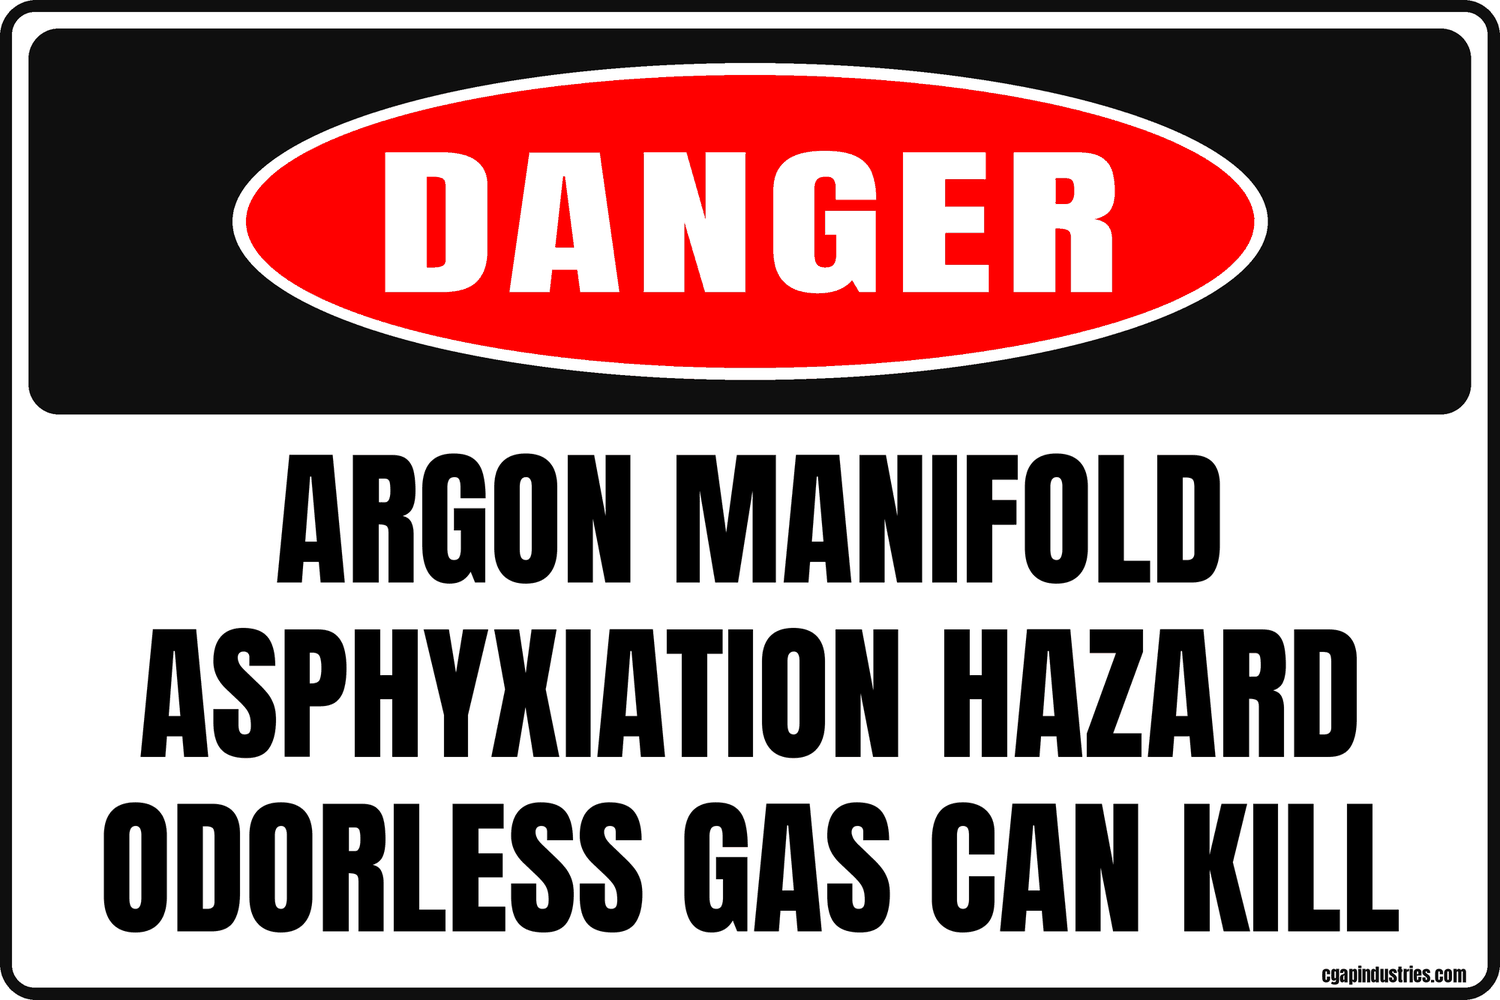 DANGER
ARGON MANIFOLD
ASPHYXIATION HAZARD
ODORLESS GAS CAN KILL
cgapindustries.com